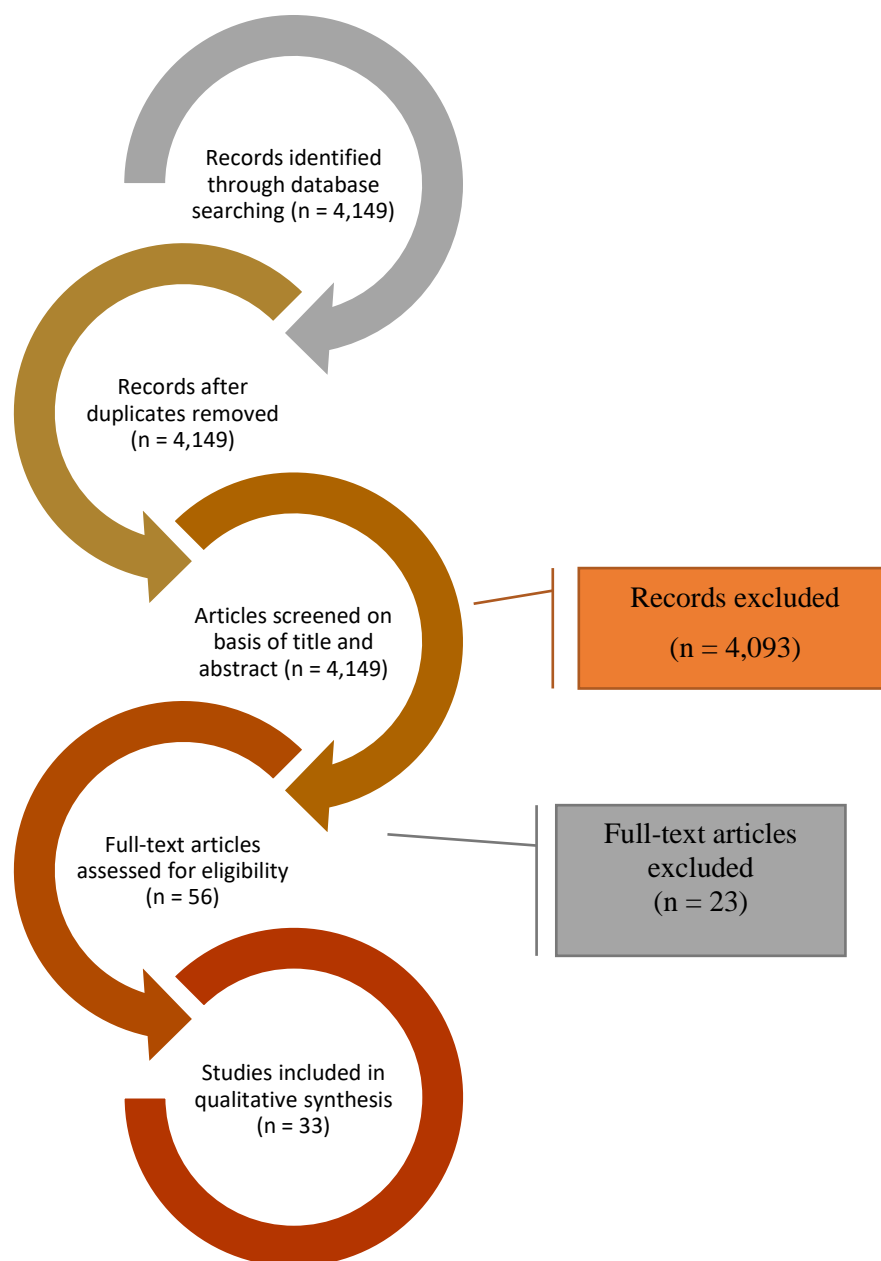 Records identified
through database
searching (n = 4,149)
Records after
duplicates removed
(n = 4,149)
Articles screened on
basis of title and
abstract (n = 4,149)
Records excluded
(n = 4,093)
Full-text articles
assessed for eligibility
(n = 56)
Full-text articles
excluded
(n = 23)
Studies included in
qualitative synthesis
(n = 33)